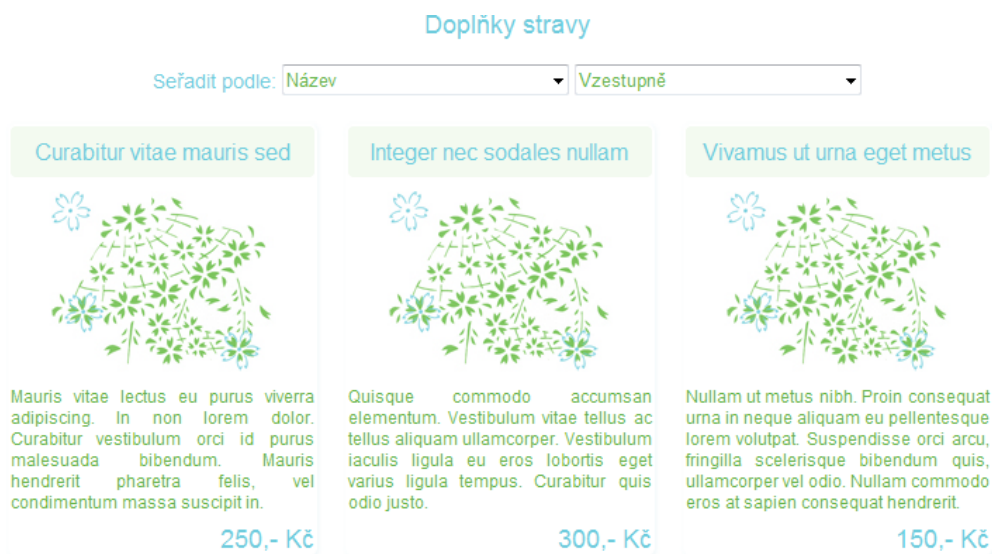 Doplňky stravy
Seřadit podle: Název Vzestupně
Curabitur vitae mauris sed
Mauris vitae lectus eu purus viverra
adipiscing. In non lorem dolor.
Curabitur vestibulum orci id purus
malesuada bibendum. Mauris
hendrerit pharetra felis, vel
condimentum massa suscipit in.
250,- Kč
Integer nec sodales nullam
Quisque commodo accumsan
elementum. Vestibulum vitae tellus ac
tellus aliquam ullamcorper. Vestibulum
iaculis ligula eu eros lobortis eget
varius ligula tempus. Curabitur quis
odio justo.
300,- Kč
Vivamus ut urna eget metus
Nullam ut metus nibh. Proin consequat
urna in neque aliquam eu pellentesque
lorem volutpat. Suspendisse orci arcu,
fringilla scelerisque bibendum quis,
ullamcorper vel odio. Nullam commodo
eros at sapien consequat hendrerit.
150,- Kč